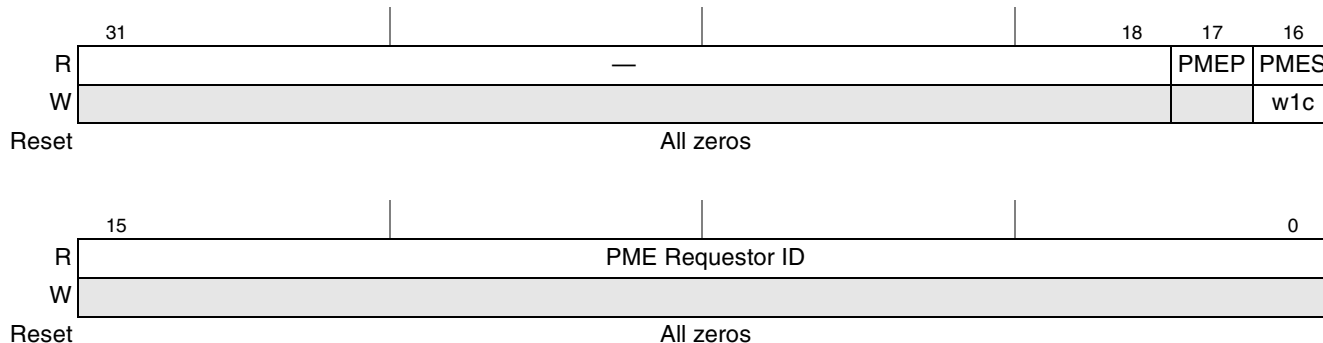 31 18 17 16
R — PMEP PMES
W w1c
Reset All zeros
15 0
R PME Requestor ID
W
Reset All zeros